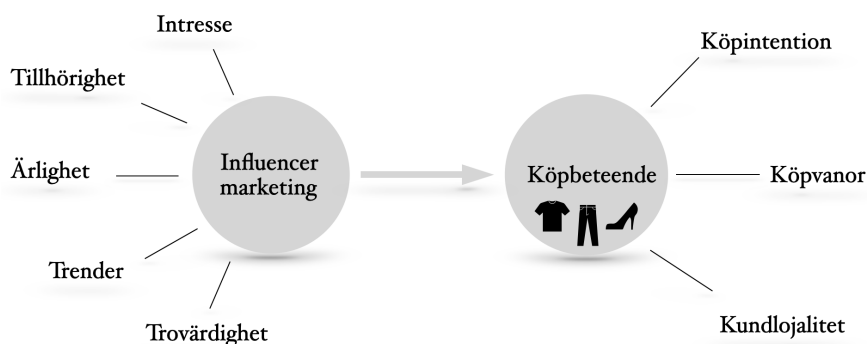 Intresse
Tillhörighet
Ärlighet
Trender
Trovärdighet
Influencer
marketing
Köpbeteende
Köpintention
Köpvanor
Kundlojalitet